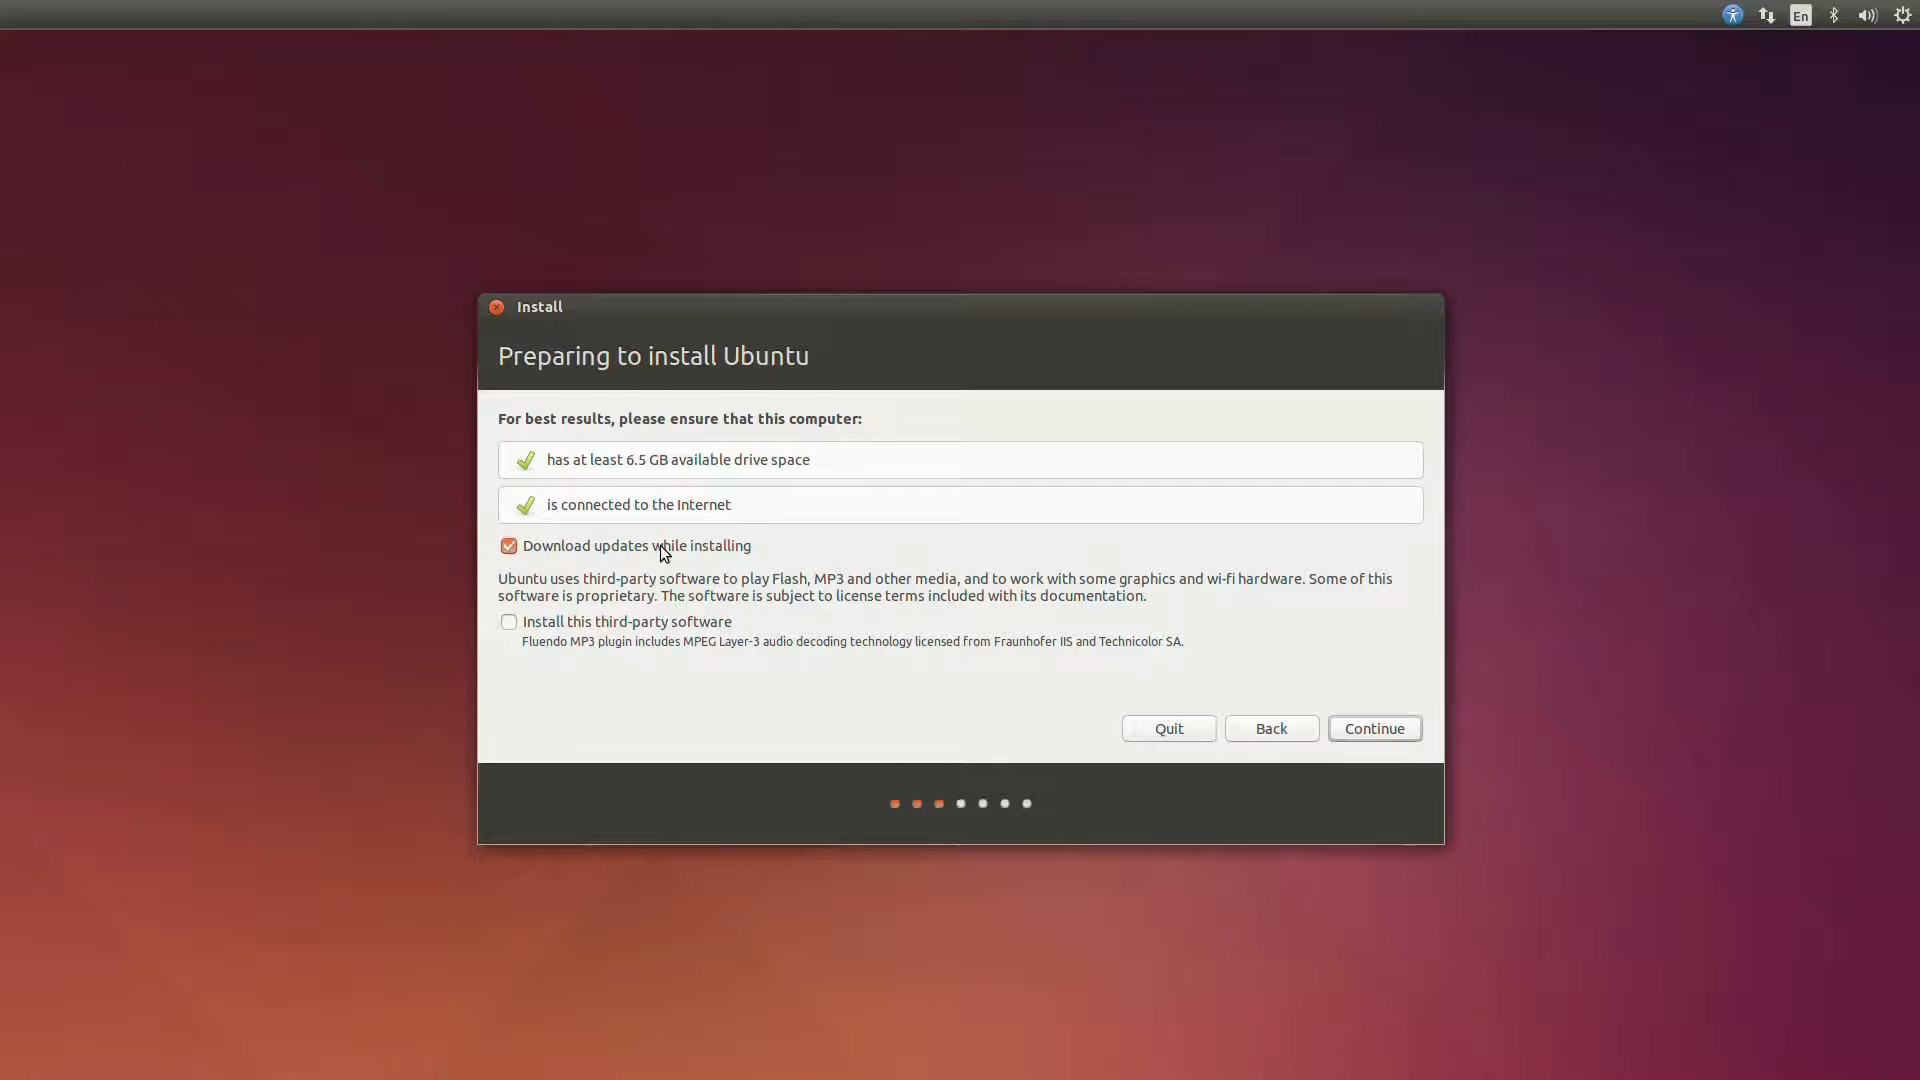 En
Install
Preparing to install Ubuntu
For best results, please ensure that this computer:
has at least 6.5 GB available drive space
is connected to the Internet
Download updates while installing
Ubuntu uses third-party software to play Flash, MP3 and other media, and to work with some graphics and wi-fi hardware. Some of this
software is proprietary. The software is subject to license terms included with its documentation.
Install this third-party software
Fluendo MP3 plugin includes MPEG Layer-3 audio decoding technology licensed from Fraunhofer IIS and Technicolor SA.
Quit Back Continue